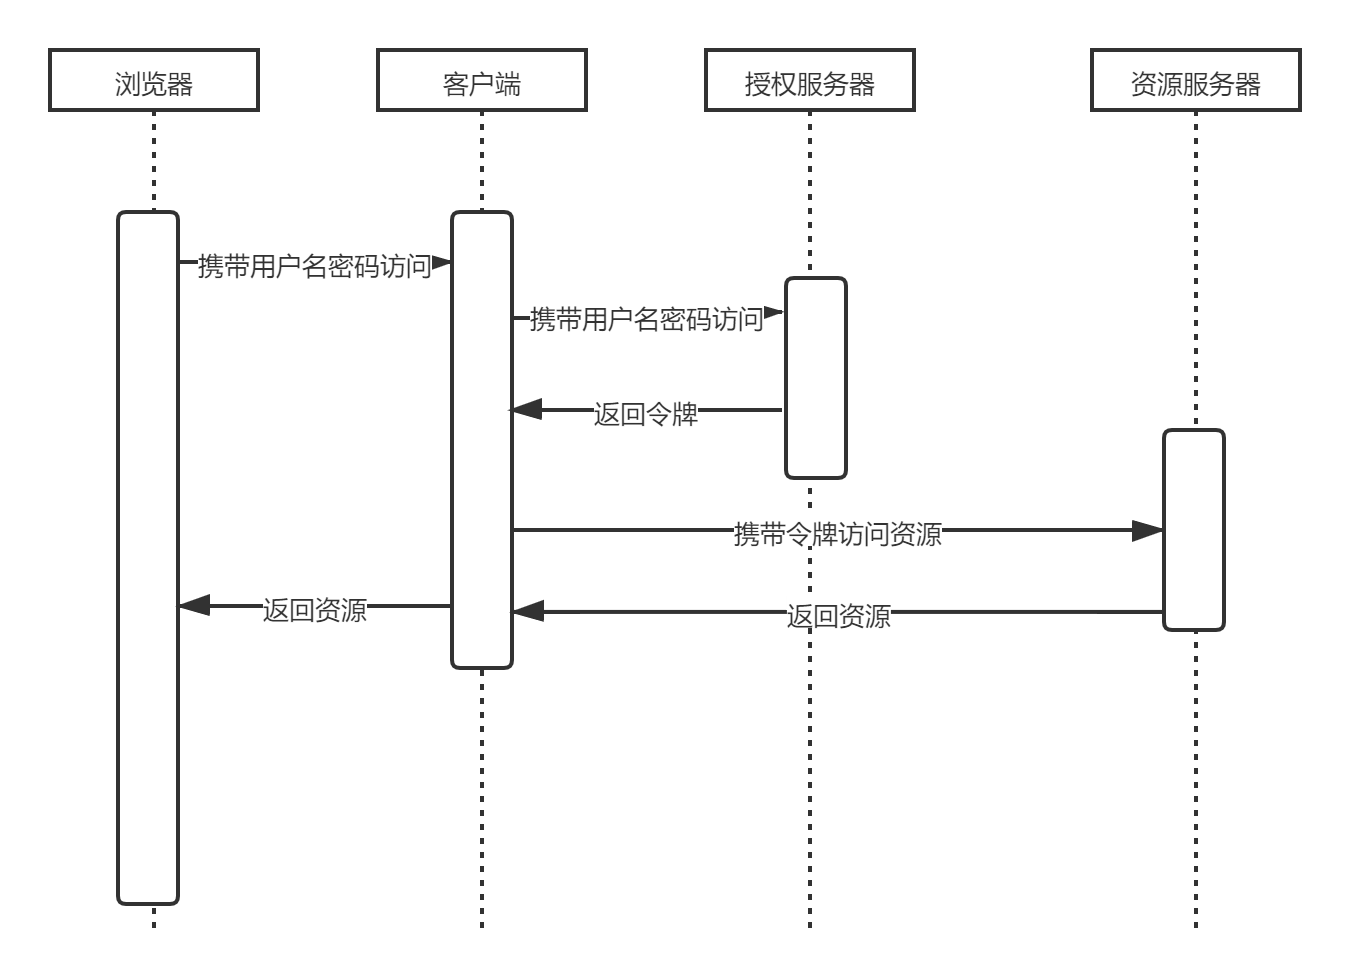 浏览器
客户端
授权服务器
资源服务器
携带用户名密码访问
携带用户名密码访问
返回令牌
携带令牌访问资源
返回资源
返回资源